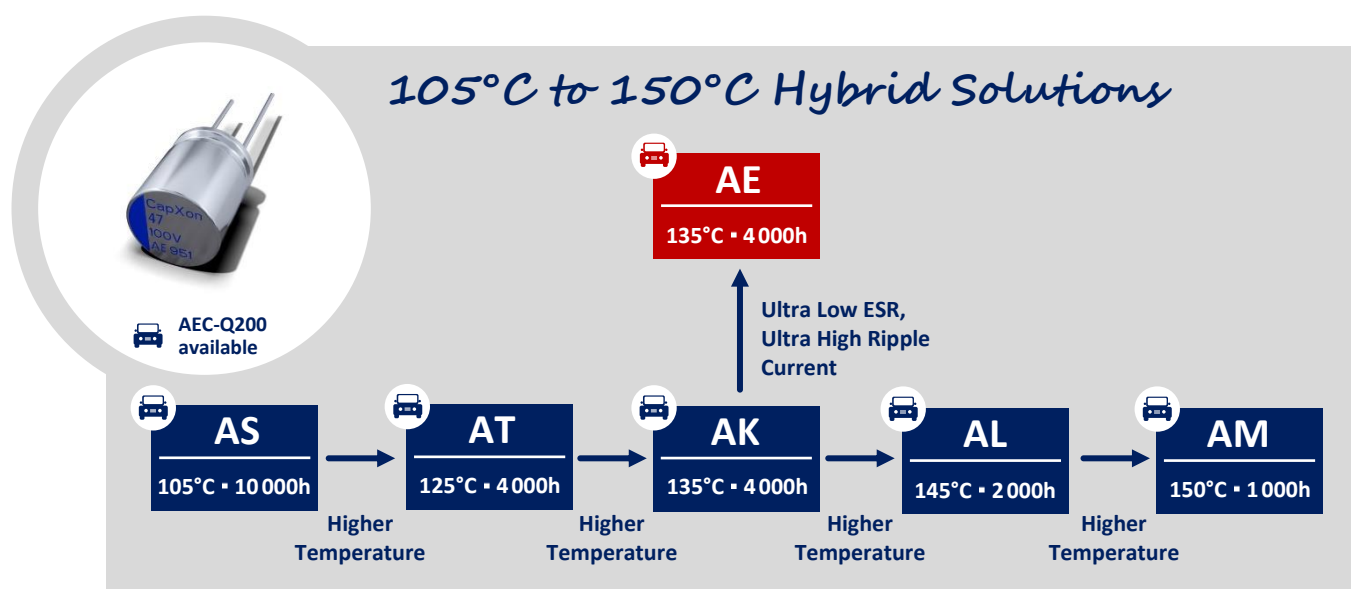 105°C to 150°C Hybrid Solutions
CapXon
47
100V
AE 951
AEC-Q200
available
AE
135°C ▪ 4 000h
Ultra Low ESR,
Ultra High Ripple
Current
AS
105°C ▪ 10 000h
AT
125°C ▪ 4 000h
AK
135°C ▪ 4 000h
AL
145°C ▪ 2 000h
AM
150°C ▪ 1 000h
Higher
Temperature
Higher
Temperature
Higher
Temperature
Higher
Temperature